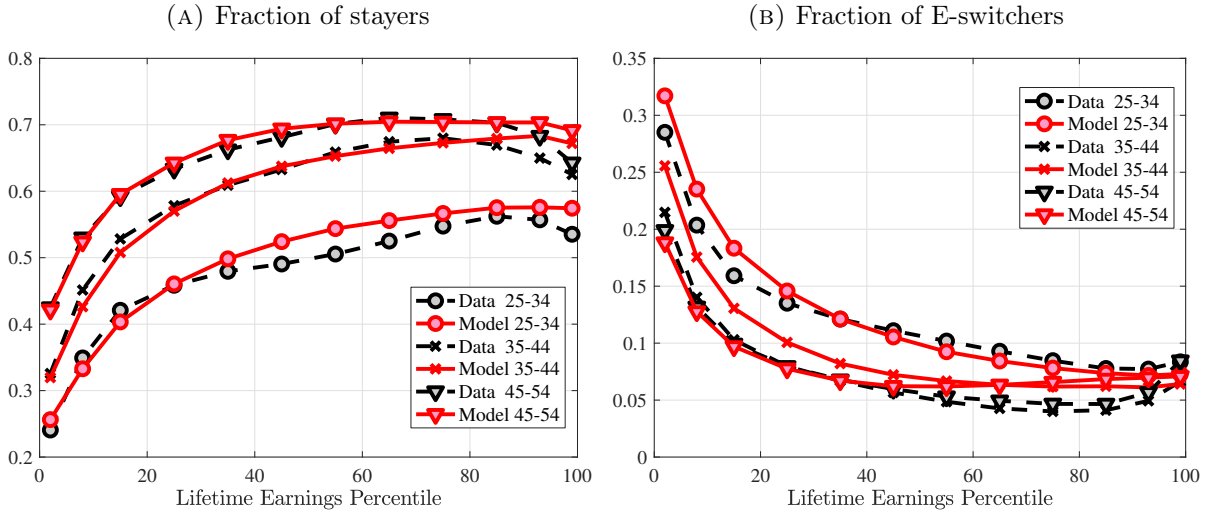 (A) Fraction of stayers
0.8
0.7
0.6
0.5
0.4
0.3
0.2
0 20 40 60 80 100
Lifetime Earnings Percentile
Data 25-34
Model 25-34
Data 35-44
Model 35-44
Data 45-54
Model 45-54
(B) Fraction of E-switchers
0.35
0.3
0.25
0.2
0.15
0.1
0.05
0
0 20 40 60 80 100
Lifetime Earnings Percentile
Data 25-34
Model 25-34
Data 35-44
Model 35-44
Data 45-54
Model 45-54